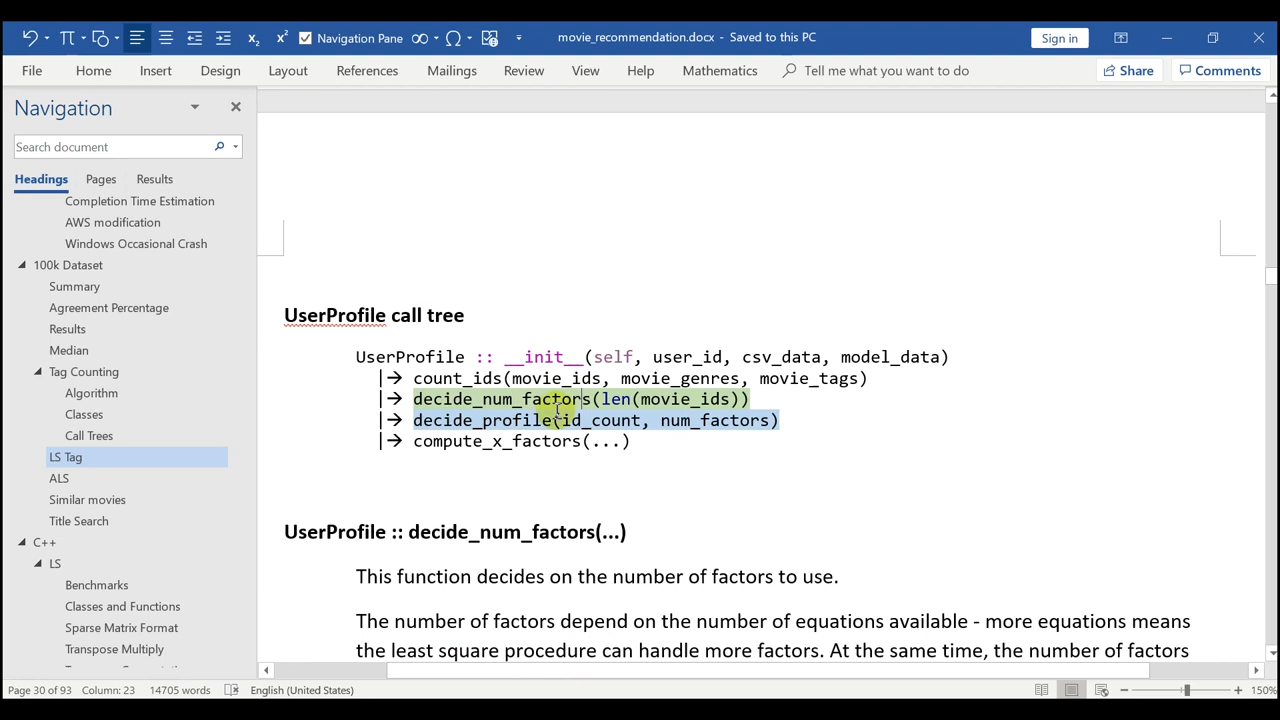 Navigation Pane
movie_recommendation.docx - Saved to this PC
Sign in
File Home Insert Design Layout References Mailings Review View Help Mathematics Tell me what you want to do Share Comments
Navigation
Search document
Headings Pages Results
Completion Time Estimation
AWS modification
Windows Occasional Crash
100k Dataset
Summary
Agreement Percentage
Results
Median
Tag Counting
Algorithm
Classes
Call Trees
LS Tag
ALS
Similar movies
Title Search
C++
LS
Benchmarks
Classes and Functions
Sparse Matrix Format
Transpose Multiply
UserProfile call tree
UserProfile :: __init__(self, user_id, csv_data, model_data)
|→ count_ids(movie_ids, movie_genres, movie_tags)
|→ decide_num_factors(len(movie_ids))
|→ decide_profile(id_count, num_factors)
|→ compute_x_factors(...)
UserProfile :: decide_num_factors(...)
This function decides on the number of factors to use.
The number of factors depend on the number of equations available - more equations means
the least square procedure can handle more factors. At the same time, the number of factors
Page 30 of 93 Column: 23 14705 words English (United States) 150%